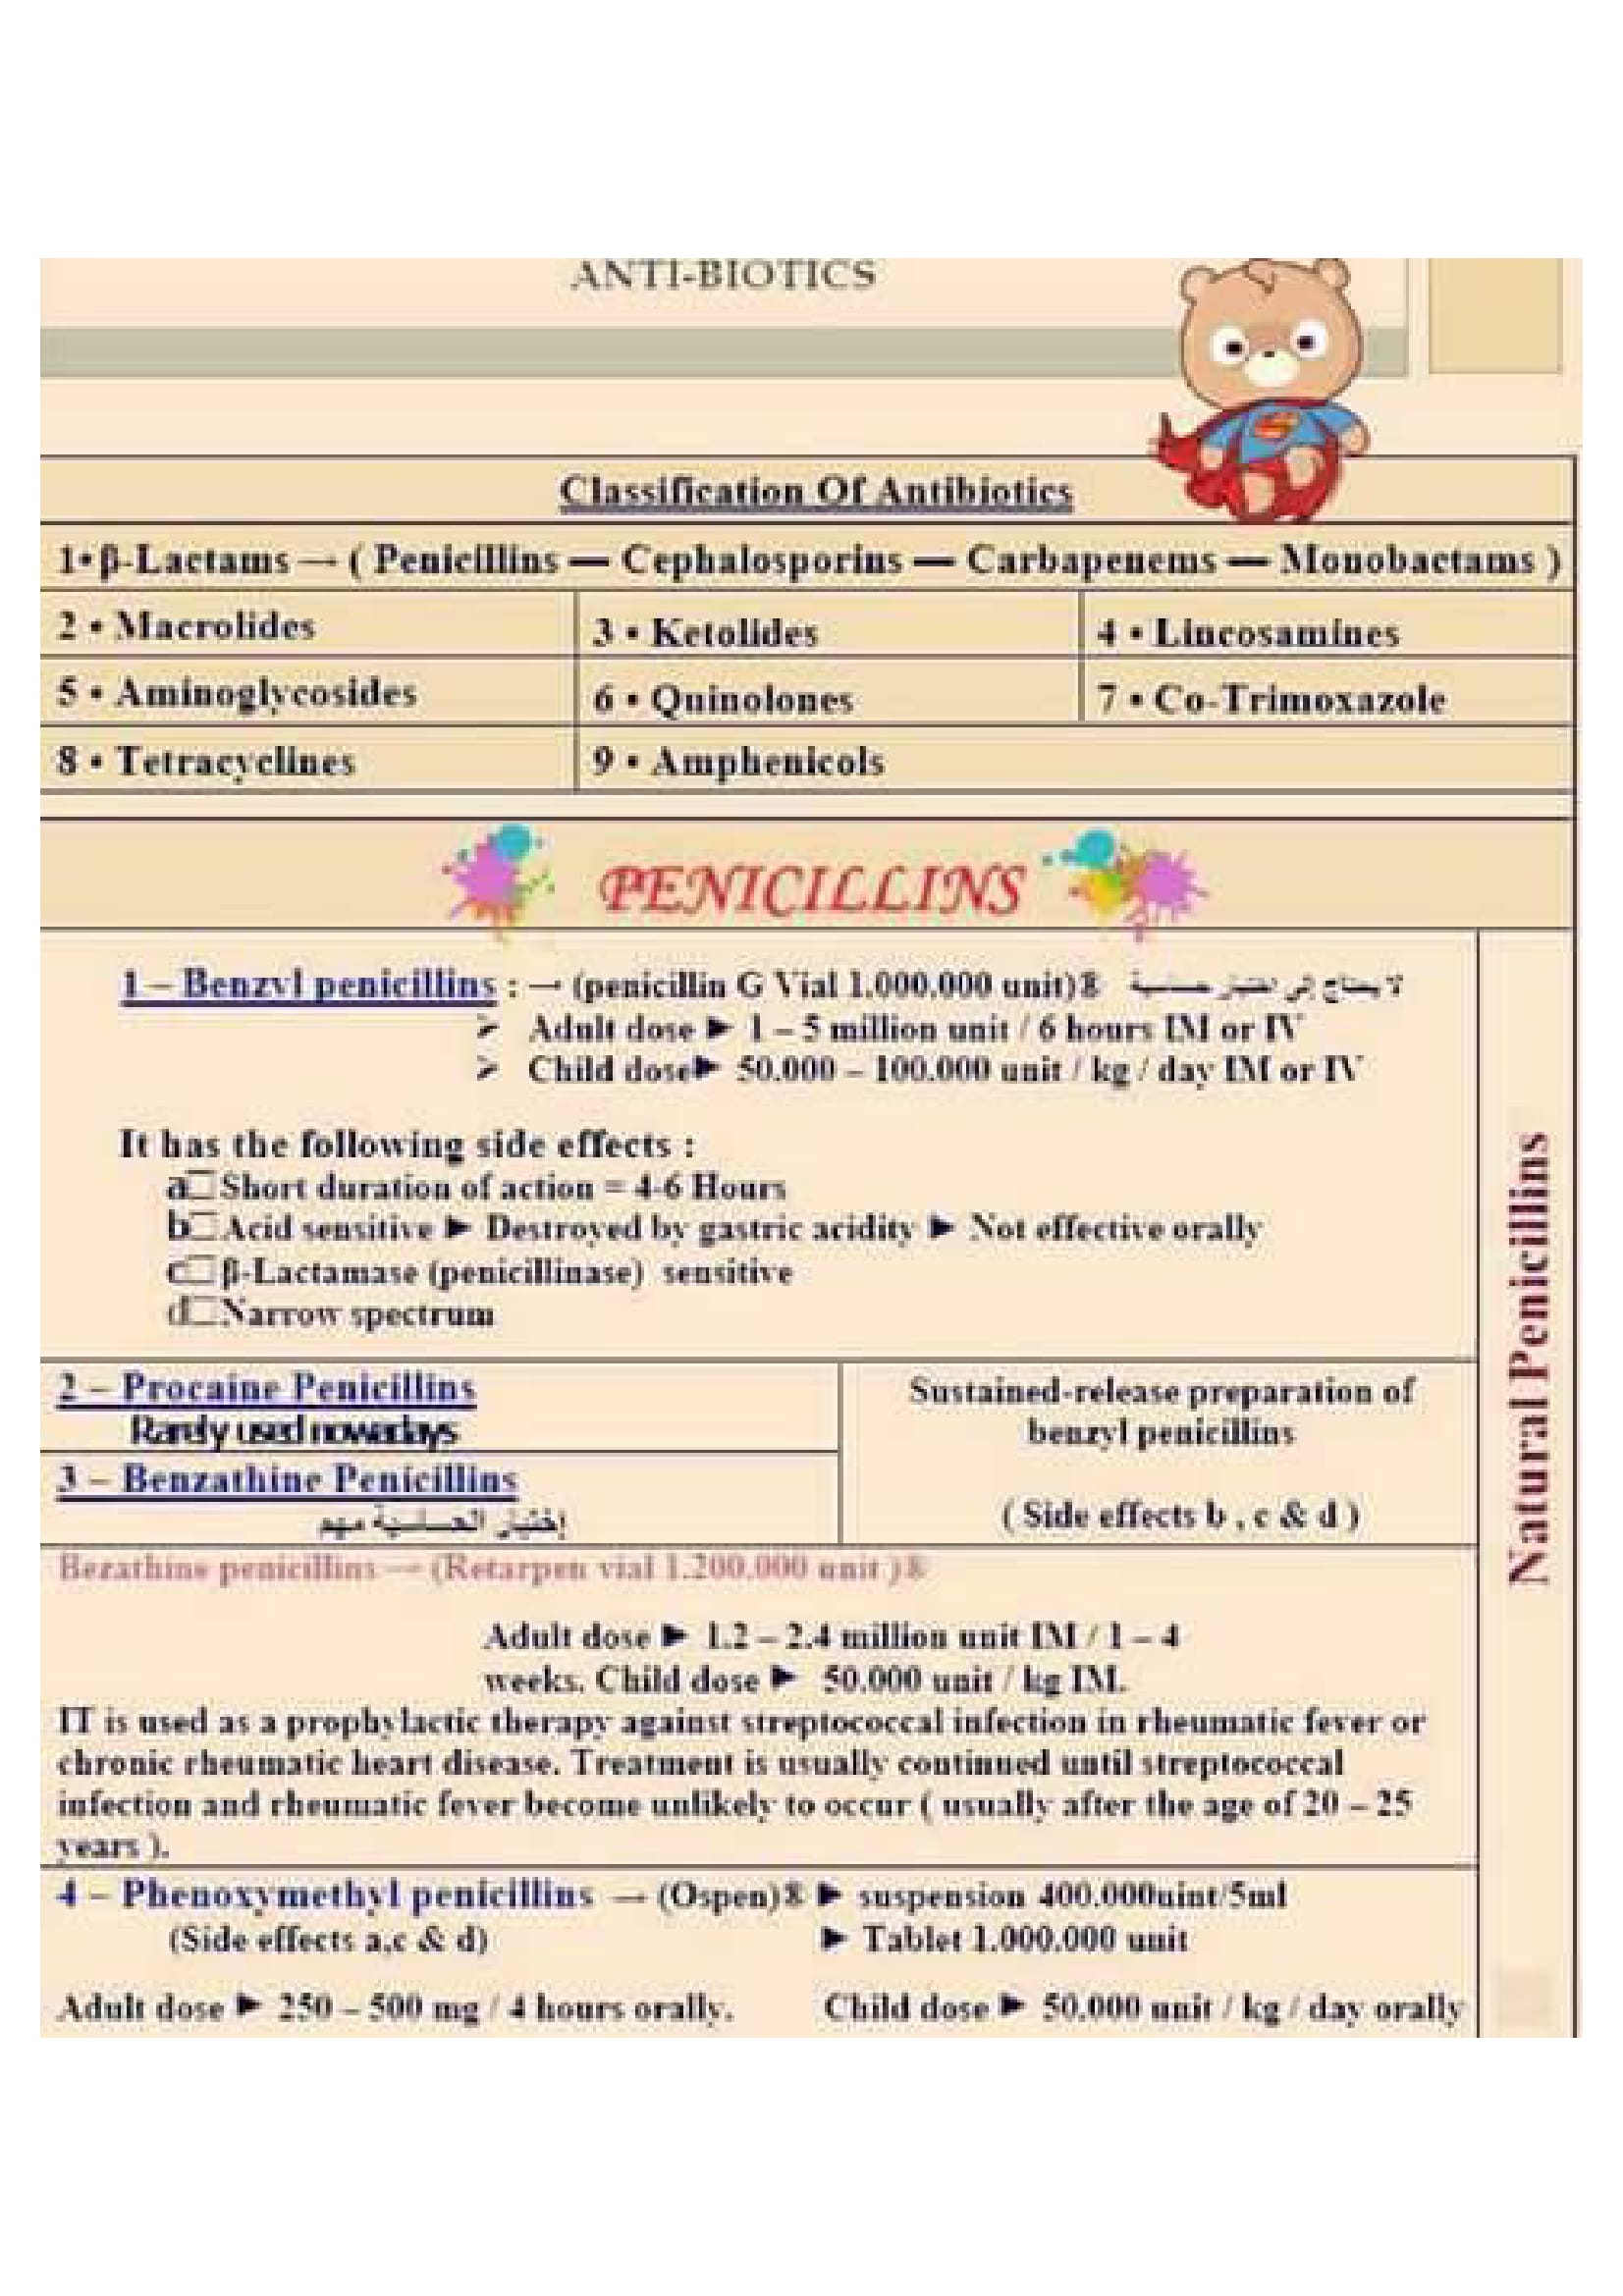 ANTI-BIOTICS
Classification Of Antibiotics
1•β-Lactams → ( Penicillins — Cephalosporins — Carbapenems — Monobactams )
2 • Macrolides 3 • Ketolides 4 • Lincosamines
5 • Aminoglycosides 6 • Quinolones 7 • Co-Trimoxazole
8 • Tetracyclines 9 • Amphenicols
PENICILLINS
Natural Penicillins
1 – Benzyl penicillins : → (penicillin G Vial 1.000.000 unit)® لا يحتاج إلى اختبار حساسية
➢ Adult dose ► 1 – 5 million unit / 6 hours IM or IV
➢ Child dose► 50.000 – 100.000 unit / kg / day IM or IV
It has the following side effects :
a□Short duration of action = 4-6 Hours
b□Acid sensitive ► Destroyed by gastric acidity ► Not effective orally
c□β-Lactamase (penicillinase) sensitive
d□Narrow spectrum
2 – Procaine Penicillins
Rarely used nowadays
3 – Benzathine Penicillins
إختبار الحساسية مهم
Sustained-release preparation of
benzyl penicillins
( Side effects b , c & d )
Bezathine penicillins → (Retarpen vial 1.200.000 unit )®
Adult dose ► 1.2 – 2.4 million unit IM / 1 – 4
weeks. Child dose ► 50.000 unit / kg IM.
IT is used as a prophylactic therapy against streptococcal infection in rheumatic fever or
chronic rheumatic heart disease. Treatment is usually continued until streptococcal
infection and rheumatic fever become unlikely to occur ( usually after the age of 20 – 25
years ).
4 – Phenoxymethyl penicillins → (Ospen)® ► suspension 400.000uint/5ml
(Side effects a,c & d) ► Tablet 1.000.000 unit
Adult dose ► 250 – 500 mg / 4 hours orally. Child dose ► 50.000 unit / kg / day orally